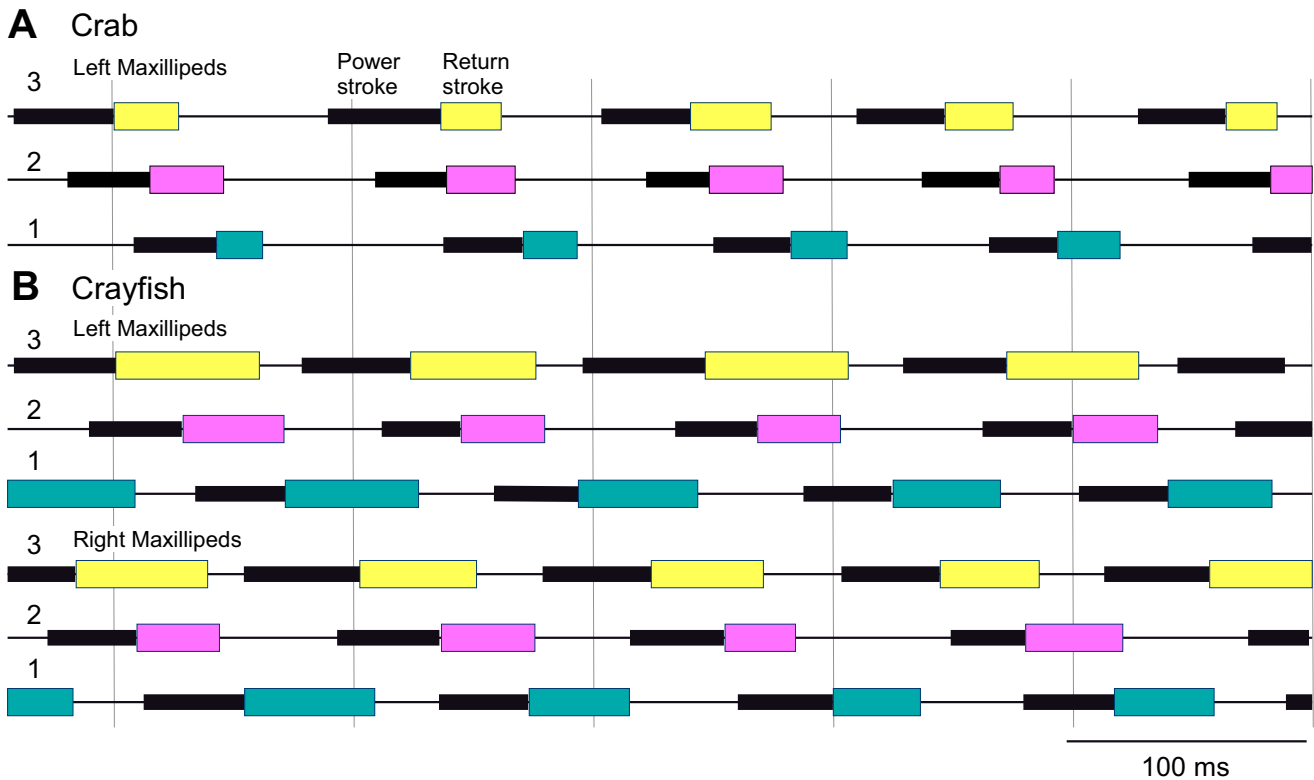 A Crab
Left Maxillipeds
Power stroke
Return stroke
3
2
1
B Crayfish
Left Maxillipeds
3
2
1
Right Maxillipeds
3
2
1
100 ms